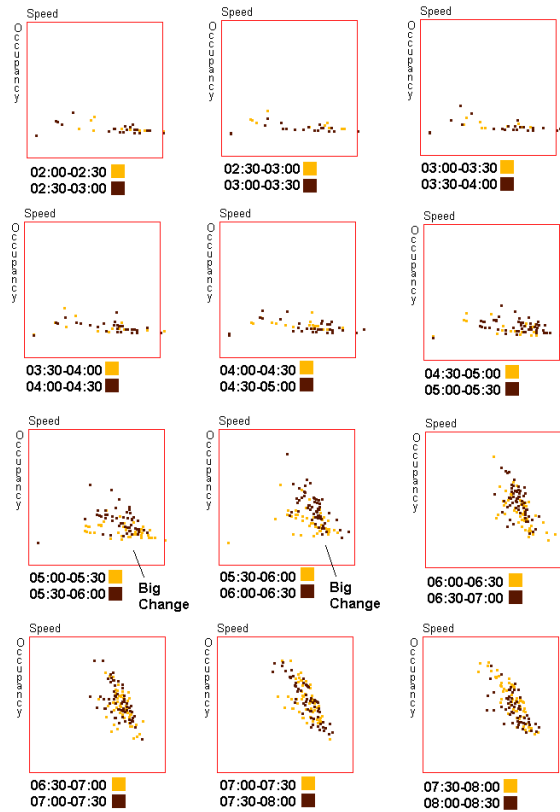 Speed
Speed
Speed
Occupancy
Occupancy
Occupancy
02:00-02:30
02:30-03:00
02:30-03:00
03:00-03:30
03:00-03:30
03:30-04:00
Speed
Speed
Speed
Occupancy
Occupancy
Occupancy
03:30-04:00
04:00-04:30
04:00-04:30
04:30-05:00
04:30-05:00
05:00-05:30
Speed
Speed
Speed
Occupancy
Occupancy
Occupancy
05:00-05:30
05:30-06:00
Big
Change
05:30-06:00
06:00-06:30
Big
Change
06:00-06:30
06:30-07:00
Speed
Speed
Speed
Occupancy
Occupancy
Occupancy
06:30-07:00
07:00-07:30
07:00-07:30
07:30-08:00
07:30-08:00
08:00-08:30